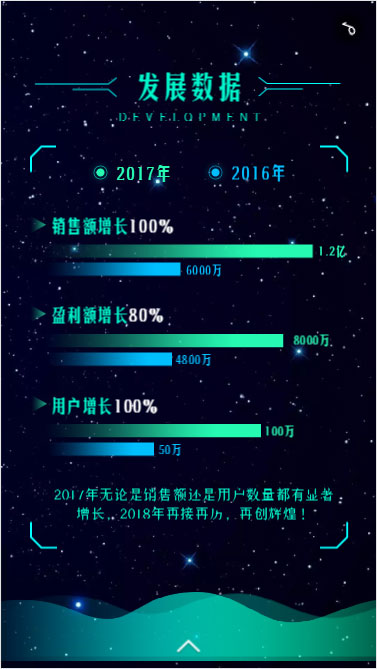 发展数据
DEVELOPMENT
2017年 2016年
销售额增长100%
1.2亿
6000万
盈利额增长80%
8000万
4800万
用户增长100%
100万
50万
2017年无论是销售额还是用户数量都有显著
增长，2018年再接再厉，再创辉煌！